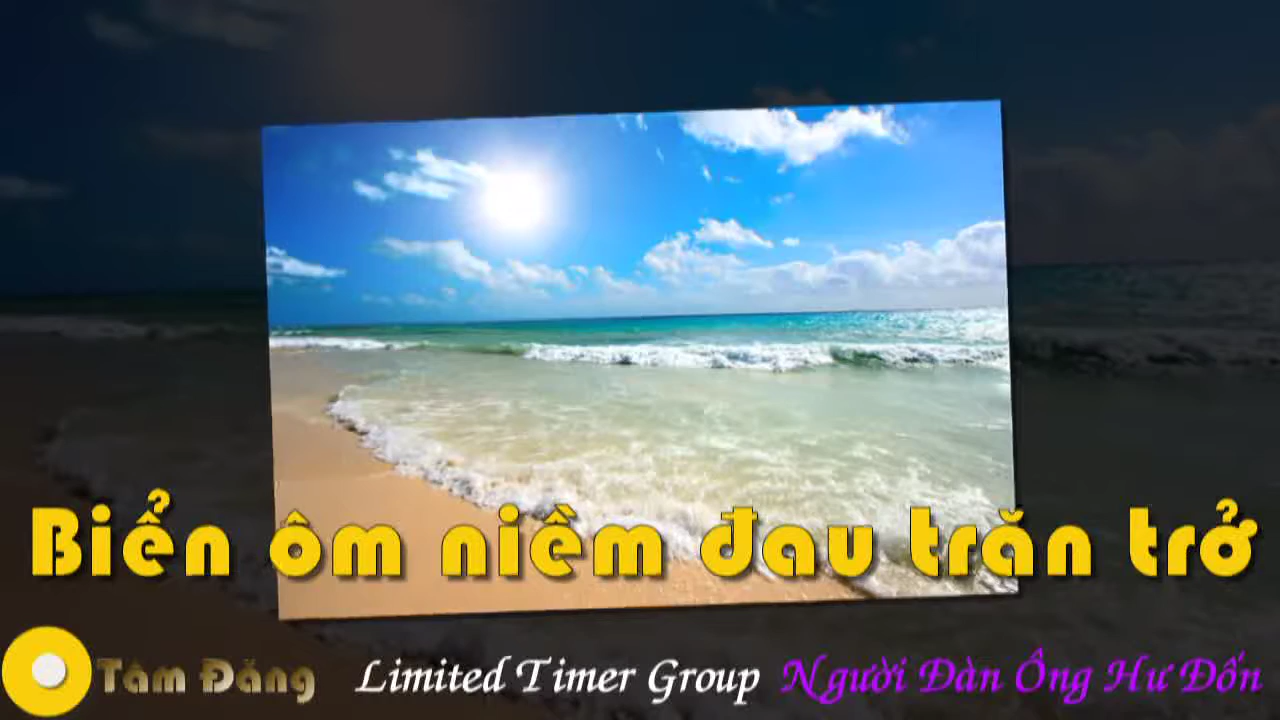 Biển ôm niềm đau trăn trở
Tâm Đăng Limited Timer Group Người Đàn Ông Hư Đốn